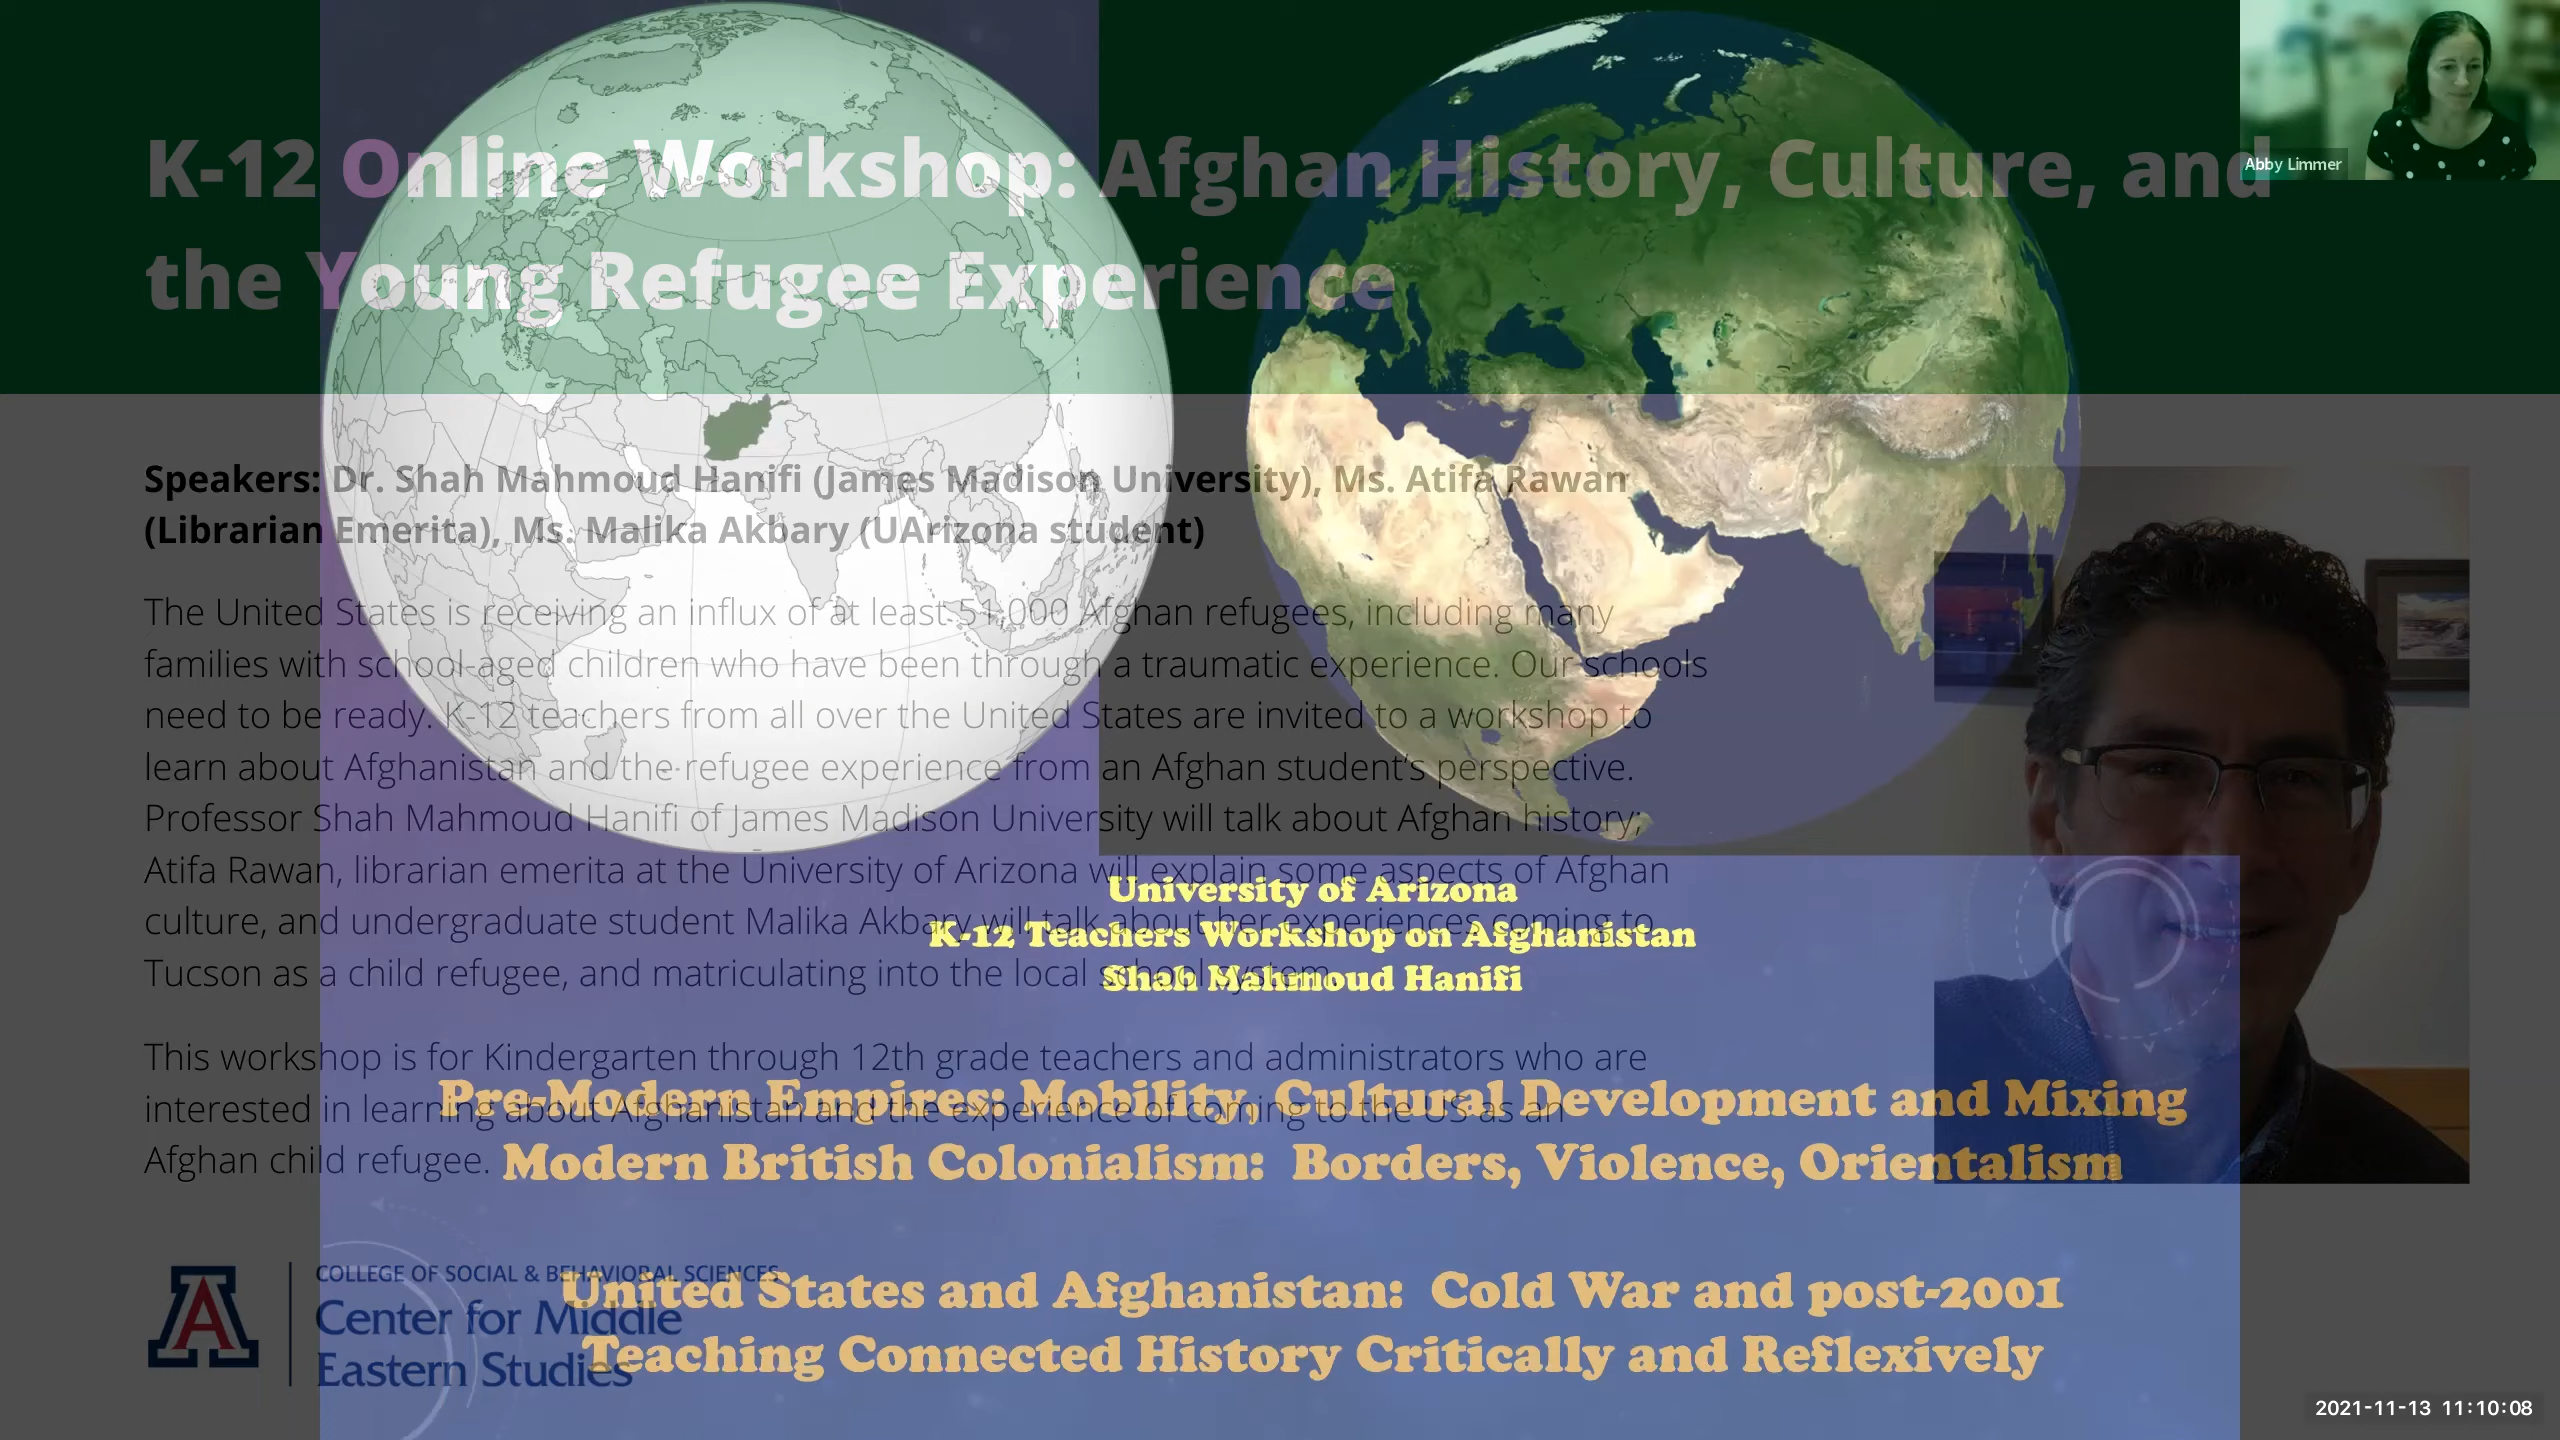 K-12 Online Workshop: Afghan History, Culture, and
the Young Refugee Experience
Abby Limmer
Speakers: Dr. Shah Mahmoud Hanifi (James Madison University), Ms. Atifa Rawan
(Librarian Emerita), Ms. Malika Akbary (UArizona student)
The United States is receiving an influx of at least 51,000 Afghan refugees, including many
families with school-aged children who have been through a traumatic experience. Our schools
need to be ready. K-12 teachers from all over the United States are invited to a workshop to
learn about Afghanistan and the refugee experience from an Afghan student's perspective.
Professor Shah Mahmoud Hanifi of James Madison University will talk about Afghan history;
Atifa Rawan, librarian emerita at the University of Arizona will explain some aspects of Afghan
culture, and undergraduate student Malika Akbary will talk about her experiences coming to
Tucson as a child refugee, and matriculating into the local school system.
This workshop is for Kindergarten through 12th grade teachers and administrators who are
interested in learning about Afghanistan and the experience of coming to the US as an
Afghan child refugee.
University of Arizona
K-12 Teachers Workshop on Afghanistan
Shah Mahmoud Hanifi
Pre-Modern Empires: Mobility, Cultural Development and Mixing
Modern British Colonialism: Borders, Violence, Orientalism
United States and Afghanistan: Cold War and post-2001
Teaching Connected History Critically and Reflexively
A
COLLEGE OF SOCIAL & BEHAVIORAL SCIENCES
Center for Middle
Eastern Studies
2021-11-13 11:10:08